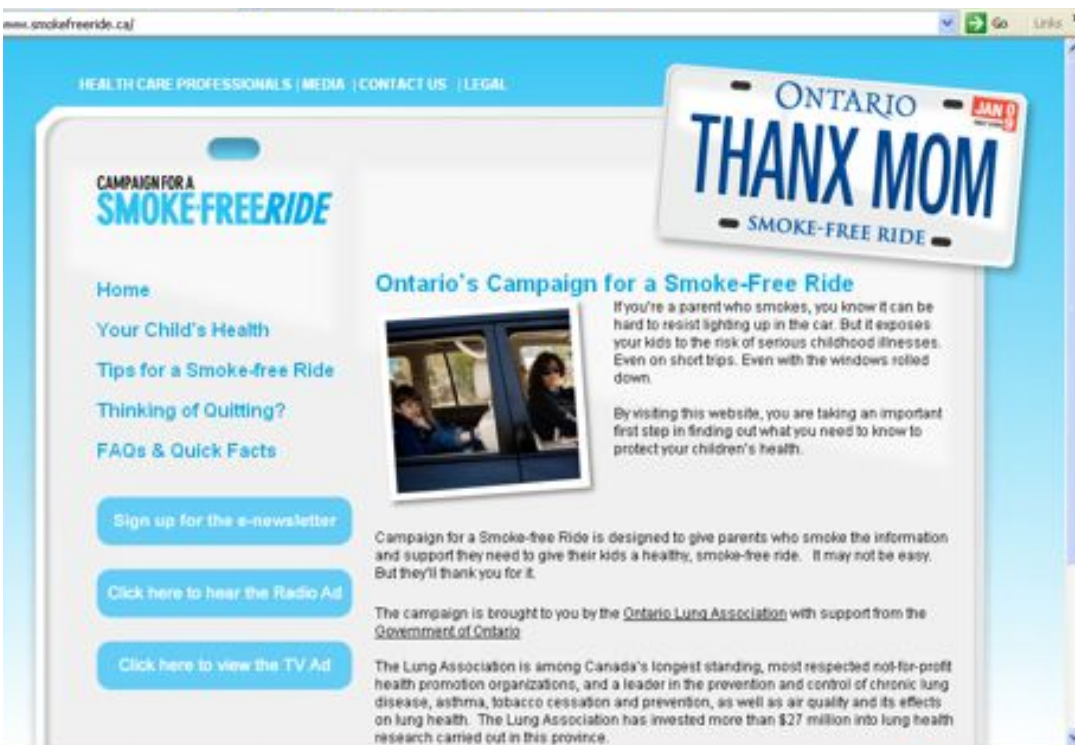 www.smokefreeride.ca/
Go
Links
HEALTH CARE PROFESSIONALS | MEDIA | CONTACT US | LEGAL
ONTARIO
JAN 09
THANX MOM
SMOKE-FREE RIDE
CAMPAIGN FOR A
SMOKE-FREERIDE
Home
Your Child's Health
Tips for a Smoke-free Ride
Thinking of Quitting?
FAQs & Quick Facts
Sign up for the e-newsletter
Click here to hear the Radio Ad
Click here to view the TV Ad
Ontario's Campaign for a Smoke-Free Ride
If you're a parent who smokes, you know it can be
hard to resist lighting up in the car. But it exposes
your kids to the risk of serious childhood illnesses.
Even on short trips. Even with the windows rolled
down.
By visiting this website, you are taking an important
first step in finding out what you need to know to
protect your children's health.
Campaign for a Smoke-free Ride is designed to give parents who smoke the information
and support they need to give their kids a healthy, smoke-free ride. It may not be easy.
But they'll thank you for it.
The campaign is brought to you by the Ontario Lung Association with support from the
Government of Ontario
The Lung Association is among Canada's longest standing, most respected not-for-profit
health promotion organizations, and a leader in the prevention and control of chronic lung
disease, asthma, tobacco cessation and prevention, as well as air quality and its effects
on lung health. The Lung Association has invested more than $27 million into lung health
research carried out in this province.